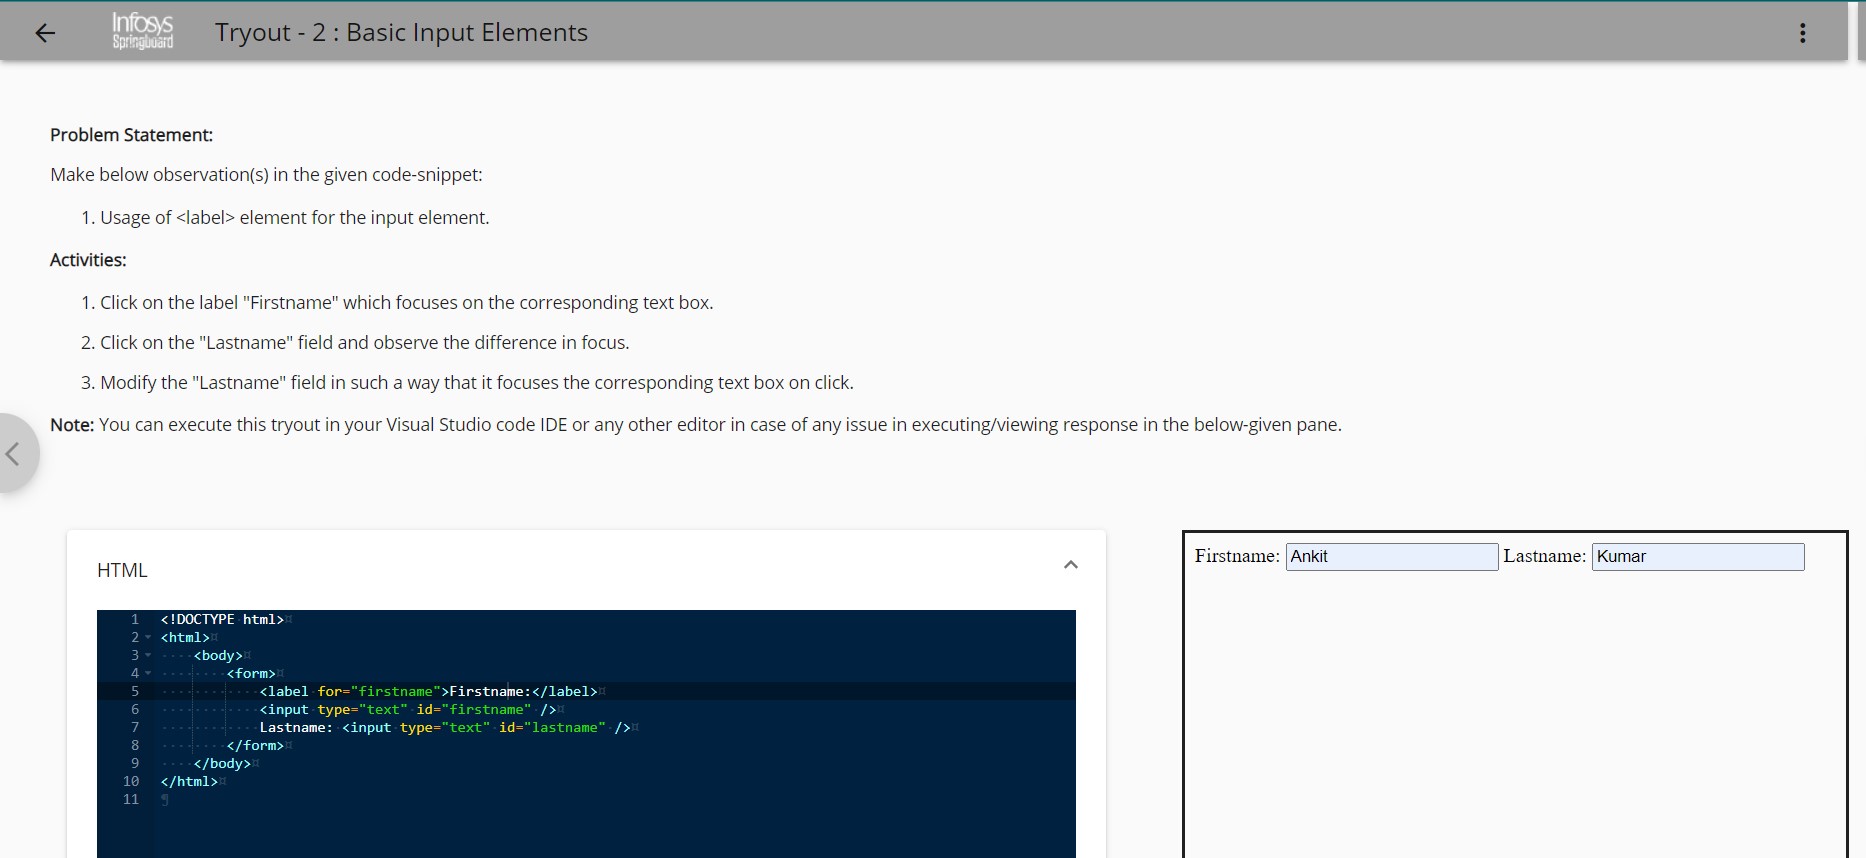 Infosys
Springboard
Tryout - 2 : Basic Input Elements
Problem Statement:
Make below observation(s) in the given code-snippet:
1. Usage of <label> element for the input element.
Activities:
1. Click on the label "Firstname" which focuses on the corresponding text box.
2. Click on the "Lastname" field and observe the difference in focus.
3. Modify the "Lastname" field in such a way that it focuses the corresponding text box on click.
Note: You can execute this tryout in your Visual Studio code IDE or any other editor in case of any issue in executing/viewing response in the below-given pane.
HTML
1 <!DOCTYPE html>
2 <html>
3 <body>
4 <form>
5 <label for="firstname">Firstname:</label>
6 <input type="text" id="firstname" />
7 Lastname: <input type="text" id="lastname" />
8 </form>
9 </body>
10 </html>
11
Firstname: Ankit Lastname: Kumar